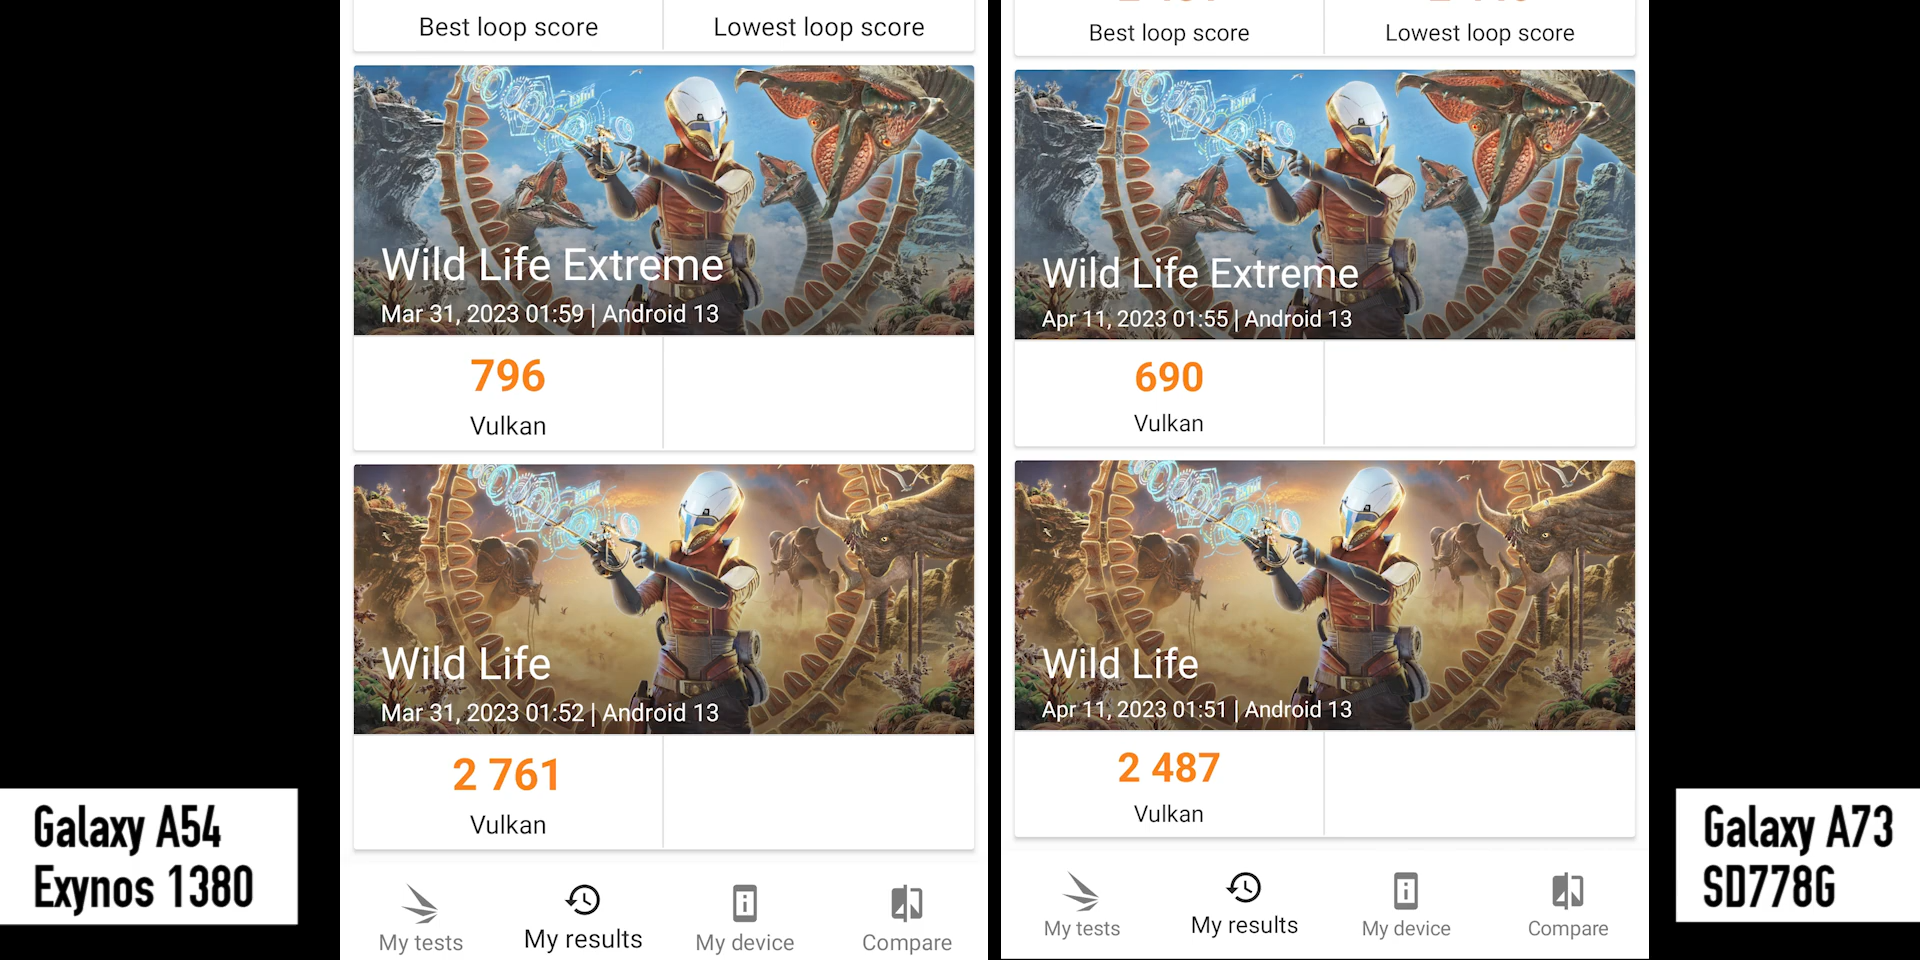 Best loop score
Lowest loop score
Wild Life Extreme
Mar 31, 2023 01:59 | Android 13
796
Vulkan
Wild Life
Mar 31, 2023 01:52 | Android 13
2 761
Vulkan
My tests
My results
My device
Compare
Galaxy A54
Exynos 1380
Best loop score
Lowest loop score
Wild Life Extreme
Apr 11, 2023 01:55 | Android 13
690
Vulkan
Wild Life
Apr 11, 2023 01:51 | Android 13
2 487
Vulkan
My tests
My results
My device
Compare
Galaxy A73
SD778G